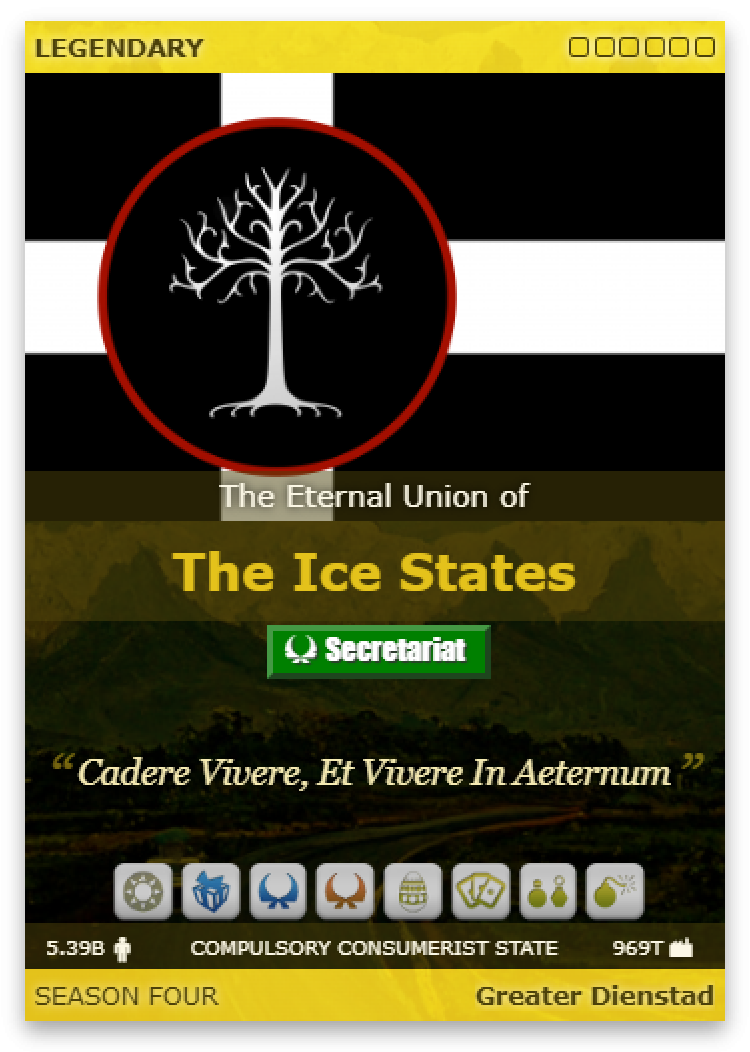 LEGENDARY
The Eternal Union of
The Ice States
Secretariat
“Cadere Vivere, Et Vivere In Aeternum”
5.39B COMPULSORY CONSUMERIST STATE 969T
SEASON FOUR Greater Dienstad